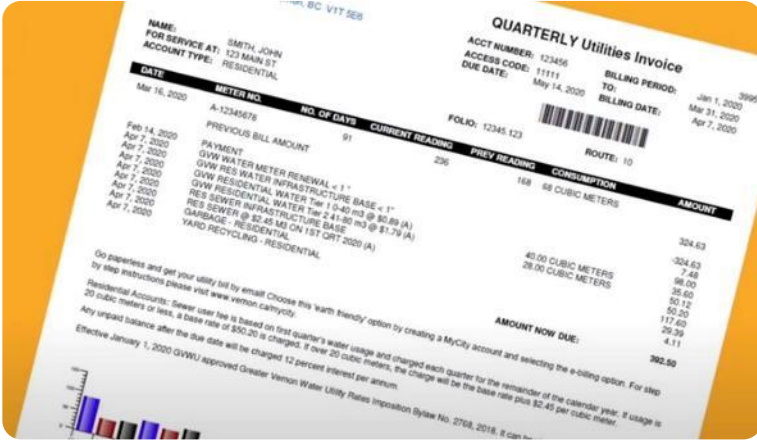 BC V1T 5E6
QUARTERLY Utilities Invoice
NAME: SMITH, JOHN
FOR SERVICE AT: 123 MAIN ST
ACCOUNT TYPE: RESIDENTIAL
ACCT NUMBER: 123456
ACCESS CODE: 11111
DUE DATE: May 14, 2020
3995
BILLING PERIOD: Jan 1, 2020
TO: Mar 31, 2020
BILLING DATE: Apr 7, 2020
FOLIO: 12345.123
ROUTE: 10
DATE METER NO. NO. OF DAYS CURRENT READING PREV READING CONSUMPTION AMOUNT
Mar 16, 2020 A-12345678 91 236 168 68 CUBIC METERS
PREVIOUS BILL AMOUNT 324.63
Feb 14, 2020 PAYMENT -324.63
Apr 7, 2020 GVW WATER METER RENEWAL < 1" 7.48
Apr 7, 2020 GVW RES WATER INFRASTRUCTURE BASE < 1" 98.00
Apr 7, 2020 GVW RESIDENTIAL WATER Tier 1 0-40 m3 @ $0.89 (A) 40.00 CUBIC METERS 35.60
Apr 7, 2020 GVW RESIDENTIAL WATER Tier 2 41-80 m3 @ $1.79 (A) 28.00 CUBIC METERS 50.12
Apr 7, 2020 RES SEWER INFRASTRUCTURE BASE 50.20
Apr 7, 2020 RES SEWER @ $2.45 M3 ON 1ST QRT 2020 (A) 117.60
Apr 7, 2020 GARBAGE - RESIDENTIAL 29.39
Apr 7, 2020 YARD RECYCLING - RESIDENTIAL 4.11
AMOUNT NOW DUE: 392.50
Go paperless and get your utility bill by email! Choose this 'earth friendly' option by creating a MyCity account and selecting the e-billing option. For step
by step instructions please visit www.vernon.ca/mycity.
Residential Accounts: Sewer user fee is based on first quarter's water usage and charged each quarter for the remainder of the calendar year. If usage is
20 cubic meters or less, a base rate of $50.20 is charged. If over 20 cubic meters, the charge will be the base rate plus $2.45 per cubic meter.
Any unpaid balance after the due date will be charged 12 percent interest per annum.
Effective January 1, 2020 GVWU approved Greater Vernon Water Utility Rates Imposition Bylaw No. 2768, 2018. It can be